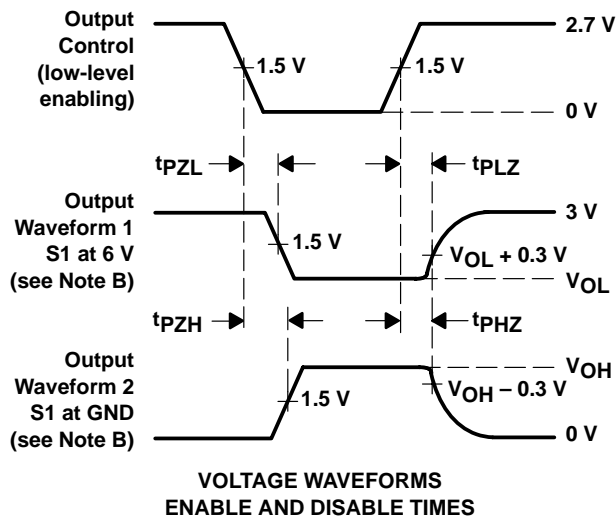 Output
Control
(low-level
enabling)
2.7 V
1.5 V
1.5 V
0 V
tPZL
tPLZ
Output
Waveform 1
S1 at 6 V
(see Note B)
3 V
1.5 V
VOL + 0.3 V
VOL
tPZH
tPHZ
Output
Waveform 2
S1 at GND
(see Note B)
VOH
1.5 V
VOH – 0.3 V
0 V
VOLTAGE WAVEFORMS
ENABLE AND DISABLE TIMES